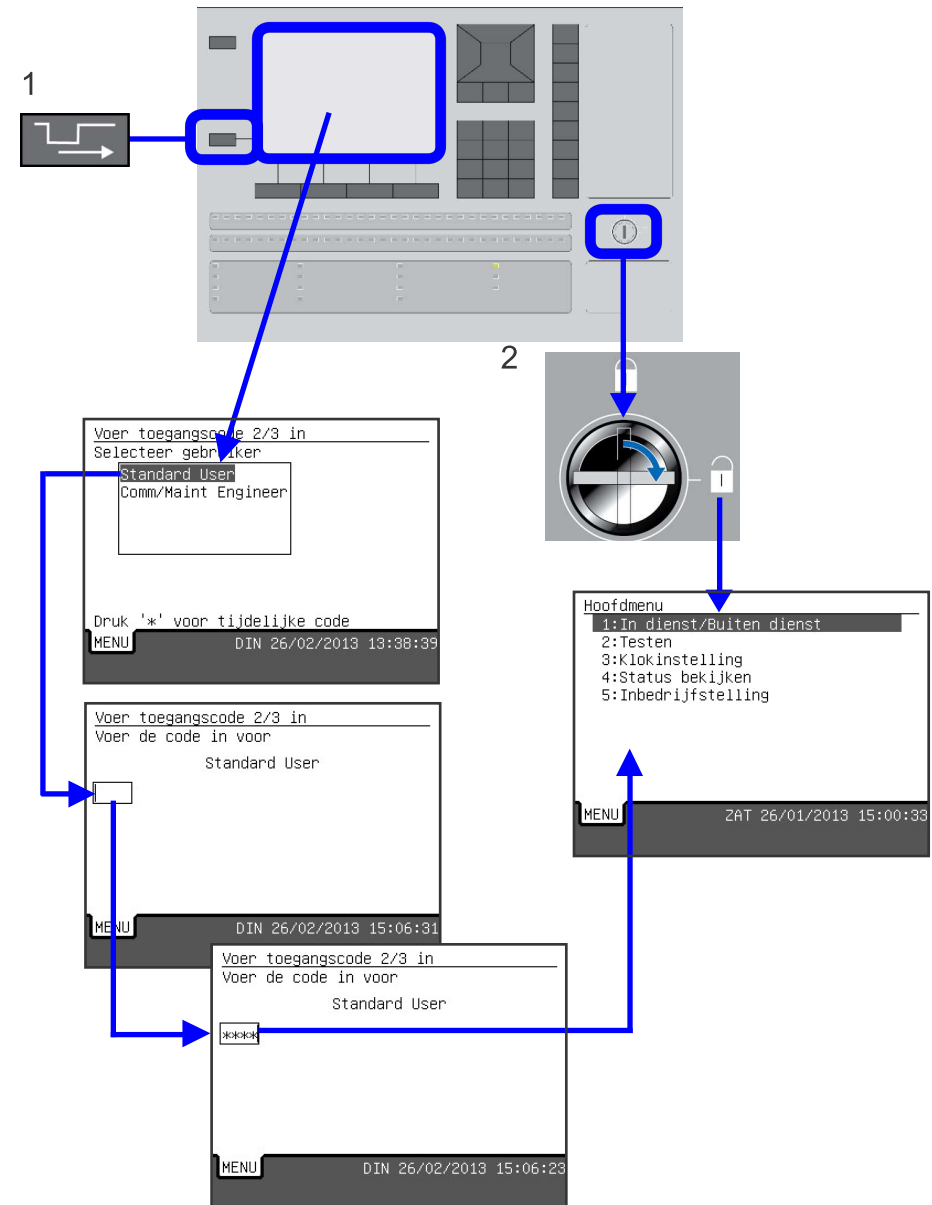 1
2
Voer toegangscode 2/3 in
Selecteer gebruiker
Standard User
Comm/Maint Engineer
Druk '*' voor tijdelijke code
MENU DIN 26/02/2013 13:38:39
Hoofdmenu
1:In dienst/Buiten dienst
2:Testen
3:Klokinstelling
4:Status bekijken
5:Inbedrijfstelling
MENU ZAT 26/01/2013 15:00:33
Voer toegangscode 2/3 in
Voer de code in voor
Standard User
MENU DIN 26/02/2013 15:06:31
Voer toegangscode 2/3 in
Voer de code in voor
Standard User
****
MENU DIN 26/02/2013 15:06:23